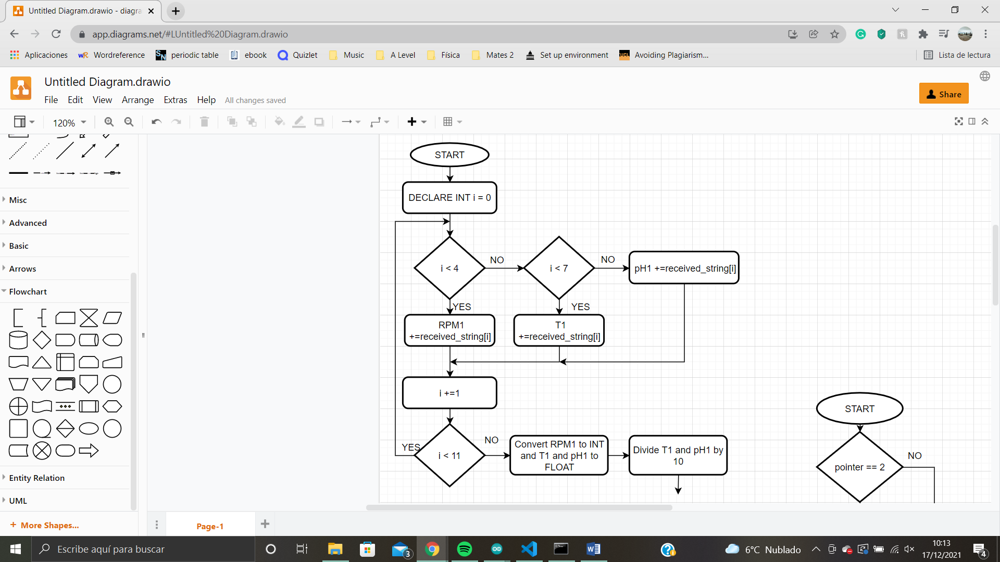 Untitled Diagram.drawio - diagra
app.diagrams.net/#LUntitled%20Diagram.drawio
Aplicaciones
Wordreference
periodic table
ebook
Quizlet
Music
A Level
Física
Mates 2
Set up environment
Avoiding Plagiarism...
Lista de lectura
Untitled Diagram.drawio
File Edit View Arrange Extras Help All changes saved
Share
120%
Misc
Advanced
Basic
Arrows
Flowchart
Entity Relation
UML
+ More Shapes...
START
DECLARE INT i = 0
i < 4
NO
i < 7
NO
pH1 +=received_string[i]
YES
YES
RPM1
+=received_string[i]
T1
+=received_string[i]
i +=1
YES
i < 11
NO
Convert RPM1 to INT
and T1 and pH1 to
FLOAT
Divide T1 and pH1 by
10
START
pointer == 2
NO
Page-1
Escribe aquí para buscar
3
6°C Nublado
10:13
17/12/2021
4